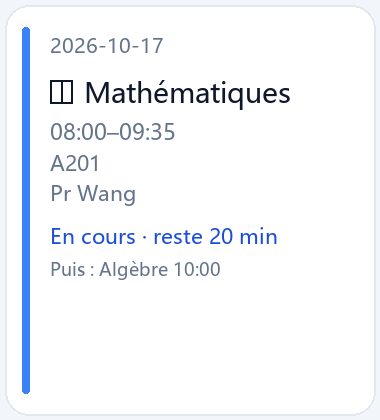 2026-10-17
Mathématiques
08:00–09:35
A201
Pr Wang
En cours · reste 20 min
Puis : Algèbre 10:00